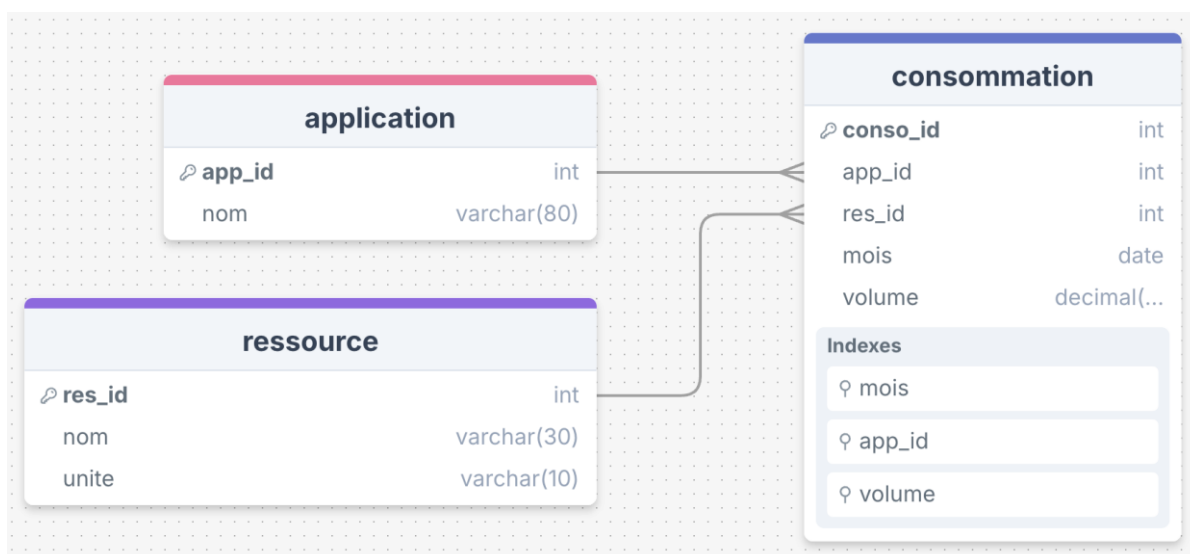 application
app_id int
nom varchar(80)
ressource
res_id int
nom varchar(30)
unite varchar(10)
consommation
conso_id int
app_id int
res_id int
mois date
volume decimal(...
Indexes
mois
app_id
volume